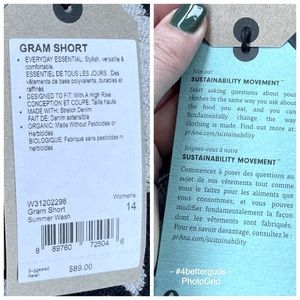 GRAM SHORT
• EVERYDAY ESSENTIAL: Stylish, versatile &
comfortable
ESSENTIEL DE TOUS LES JOURS : Des
vêtements de base polyvalents, durables et
raffinés
• DESIGNED TO FIT: With A High Rise
CONCEPTION ET COUPE: Taille haute
• MADE WITH: Stretch Denim
FAIT DE: Denim extensible
• ORGANIC: Made Without Pesticides or
Herbicides
BIOLOGIQUE: Fabriqué sans pesticides ni
herbicides
W31202298
Gram Short
Summer Wash
Womens
14
8 89760 72504 6
Suggested
Retail
$89.00
Join our
SUSTAINABILITY MOVEMENT™
Start asking questions about your
clothes in the same way you ask about
the food you eat, and you can
fundamentally change the way
clothing is made. Find out more at:
prAna.com/sustainability
Joignez-vous à notre
SUSTAINABILITY MOVEMENT™
Commencez à poser des questions au
sujet de vos vêtements tout comme
vous le faites pour les aliments que
vous consommez, et vous pouvez
modifier fondamentalement la façon
dont les vêtements sont fabriqués.
Pour en savoir davantage, consultez le :
prAna.com/sustainability
- #4betterguds -
PhotoGrid